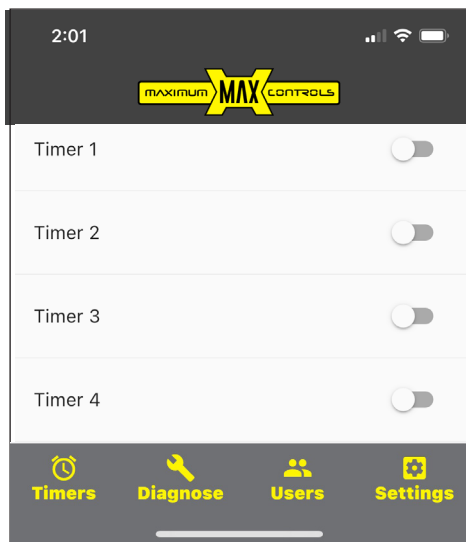 2:01
MAXIMUM MAX CONTROLS
Timer 1
Timer 2
Timer 3
Timer 4
Timers Diagnose Users Settings